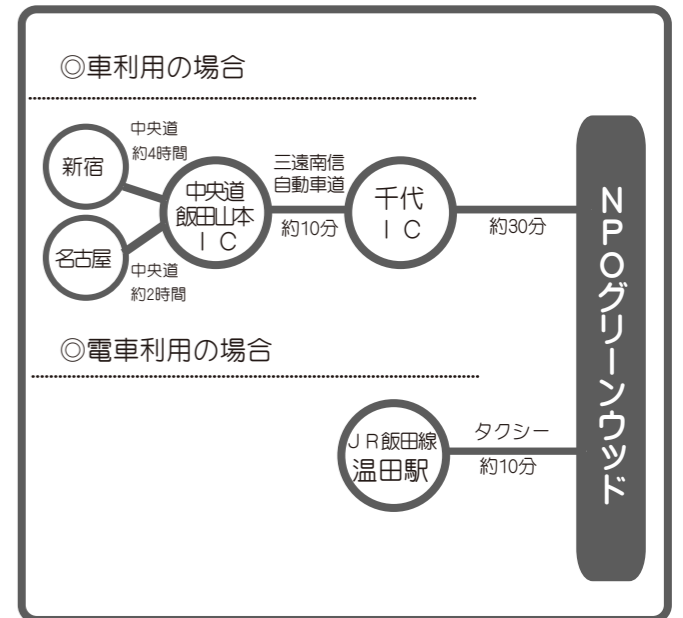 ◎車利用の場合
新宿
中央道
約4時間
名古屋
中央道
約2時間
中央道
飯田山本
IC
三遠南信
自動車道
約10分
千代
IC
約30分
NPOグリーンウッド
◎電車利用の場合
JR飯田線
温田駅
タクシー
約10分